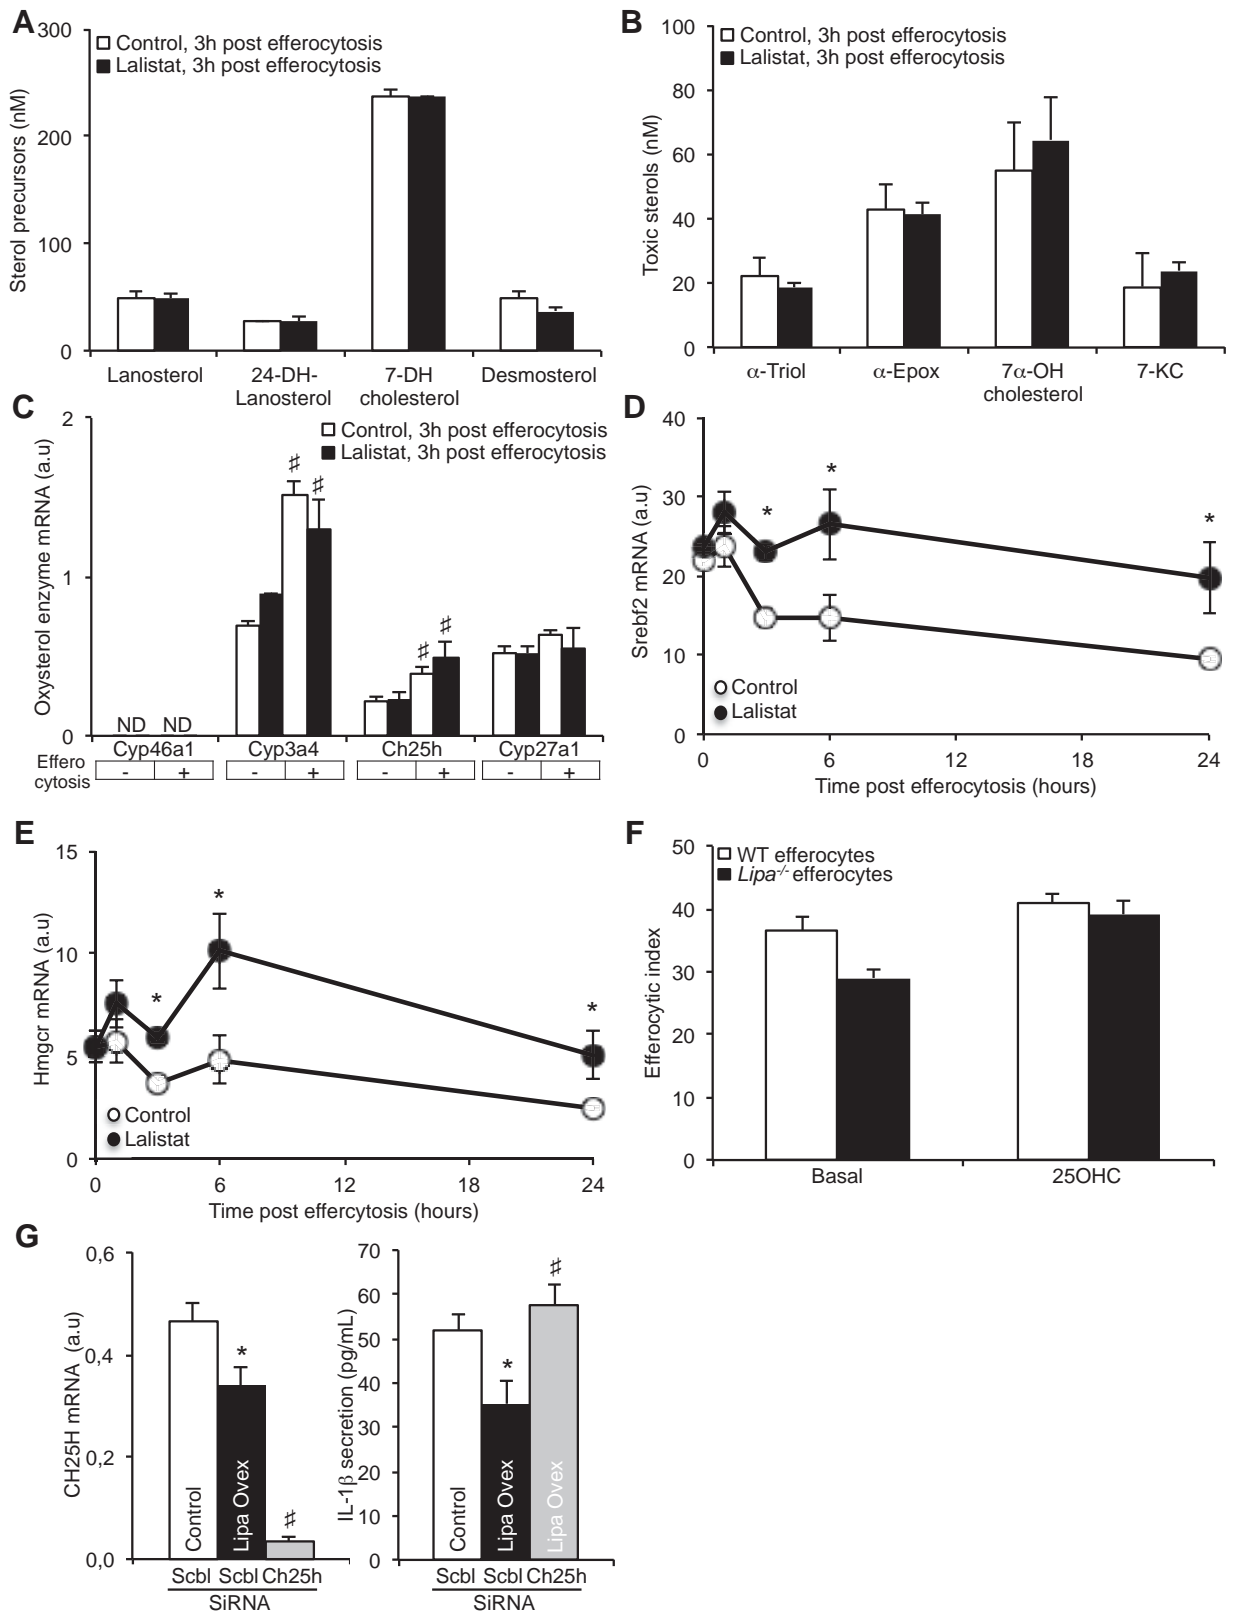 A
300
200
100
0
Sterol precursors (nM)
Control, 3h post efferocytosis
Lalistat, 3h post efferocytosis
Lanosterol
24-DH-
Lanosterol
7-DH
cholesterol
Desmosterol
B
100
80
60
40
20
0
Toxic sterols (nM)
Control, 3h post efferocytosis
Lalistat, 3h post efferocytosis
α-Triol
α-Epox
7α-OH
cholesterol
7-KC
C
2
1
0
Oxysterol enzyme mRNA (a.u)
Control, 3h post efferocytosis
Lalistat, 3h post efferocytosis
♯
♯
♯
♯
ND ND
Cyp46a1 Cyp3a4 Ch25h Cyp27a1
Effero
cytosis
- + - + - + - +
D
40
30
20
10
0
Srebf2 mRNA (a.u)
*
*
*
Control
Lalistat
0 6 12 18 24
Time post efferocytosis (hours)
E
15
10
5
0
Hmgcr mRNA (a.u)
*
*
*
Control
Lalistat
0 6 12 18 24
Time post effercytosis (hours)
F
50
40
30
20
10
0
Efferocytic index
WT efferocytes
Lipa-/- efferocytes
Basal 25OHC
G
0,6
0,4
0,2
0,0
CH25H mRNA (a.u)
*
♯
Control
Lipa Ovex
Scbl Scbl Ch25h
SiRNA
70
60
50
40
30
20
10
0
IL-1β secretion (pg/mL)
*
♯
Control
Lipa Ovex
Lipa Ovex
Scbl Scbl Ch25h
SiRNA